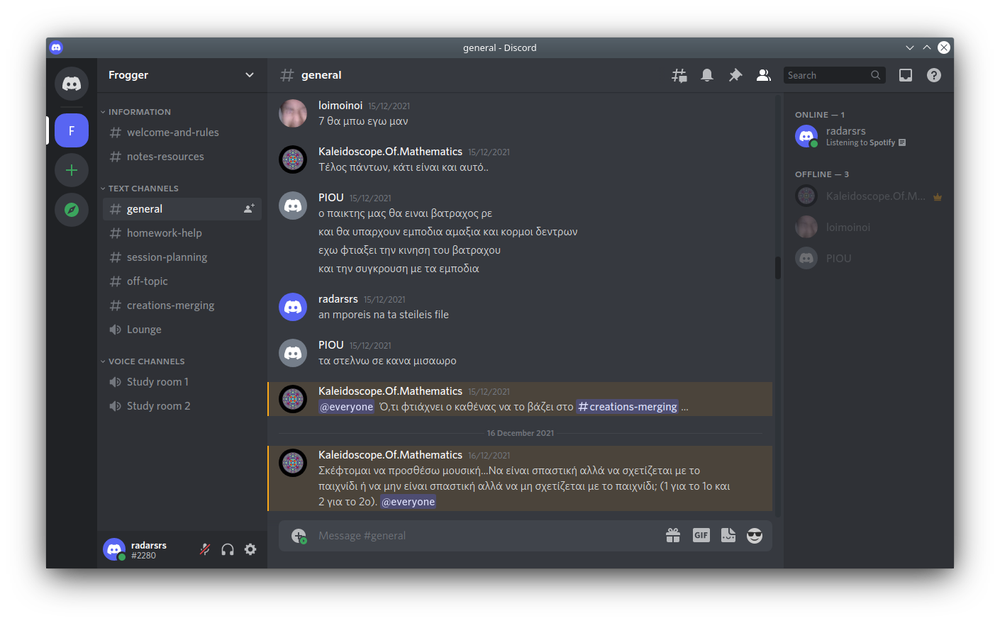 general - Discord
Frogger
INFORMATION
welcome-and-rules
notes-resources
TEXT CHANNELS
general
homework-help
session-planning
off-topic
creations-merging
Lounge
VOICE CHANNELS
Study room 1
Study room 2
radarsrs
#2280
F
general
Search
loimoinoi 15/12/2021
7 θα μπω εγω μαν
Kaleidoscope.Of.Mathematics 15/12/2021
Τέλος πάντων, κάτι είναι και αυτό..
PIOU 15/12/2021
ο παικτης μας θα ειναι βατραχος ρε
και θα υπαρχουν εμποδια αμαξια και κορμοι δεντρων
εχω φτιαξει την κινηση του βατραχου
και την συγκρουση με τα εμποδια
radarsrs 15/12/2021
an mporeis na ta steileis file
PIOU 15/12/2021
τα στελνω σε κανα μισαωρο
Kaleidoscope.Of.Mathematics 15/12/2021
@everyone Ό,τι φτιάχνει ο καθένας να το βάζει στο #creations-merging ...
16 December 2021
Kaleidoscope.Of.Mathematics 16/12/2021
Σκέφτομαι να προσθέσω μουσική...Να είναι σπαστική αλλά να σχετίζεται με το
παιχνίδι ή να μην είναι σπαστική αλλά να μη σχετίζεται με το παιχνίδι; (1 για το 1ο και
2 για το 2ο). @everyone
Message #general
GIF
ONLINE — 1
radarsrs
Listening to Spotify
OFFLINE — 3
Kaleidoscope.Of.M...
loimoinoi
PIOU